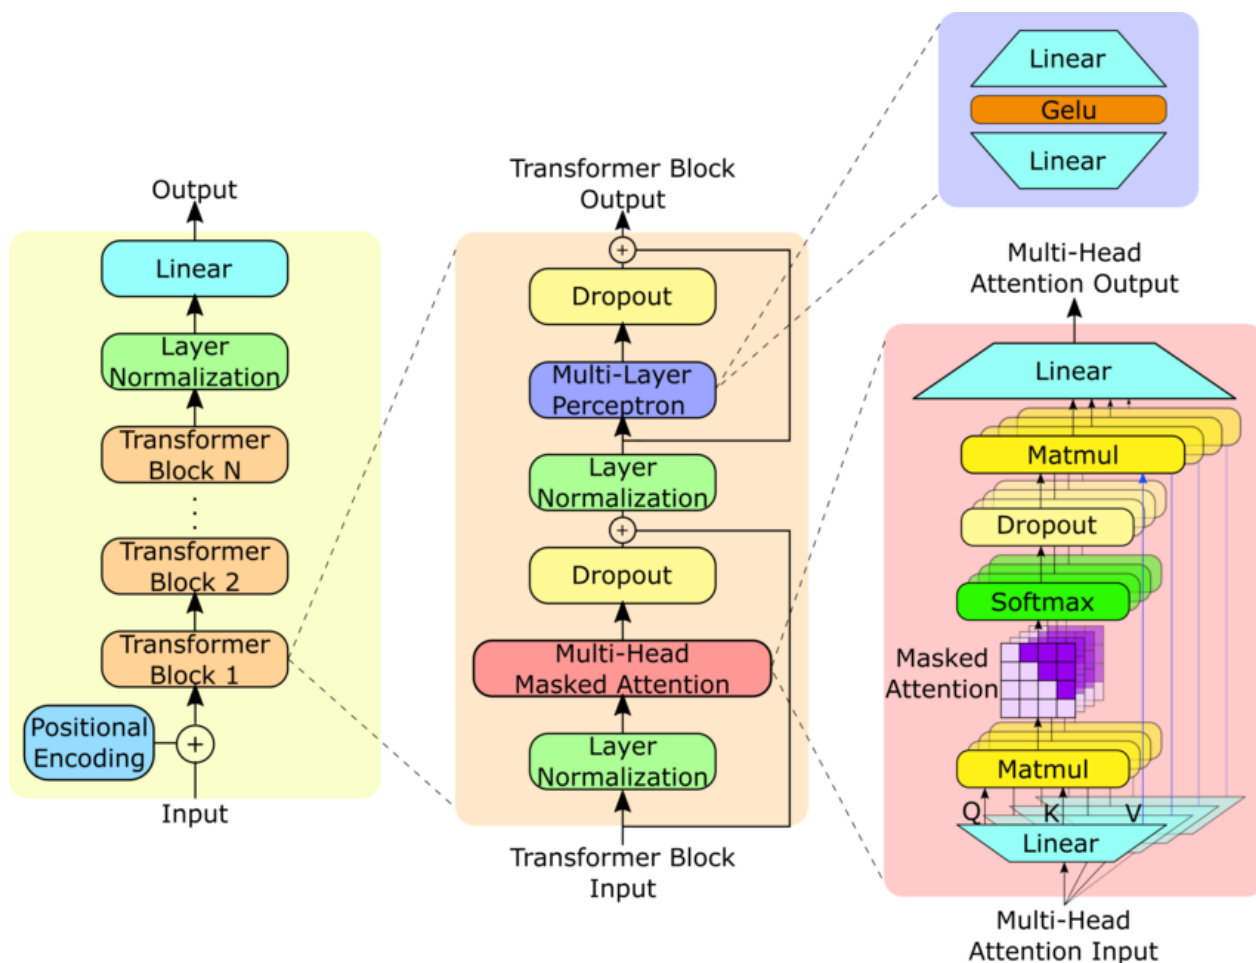 Output
Linear
Layer
Normalization
Transformer
Block N
Transformer
Block 2
Transformer
Block 1
Positional
Encoding
+
Input
Transformer Block
Output
+
Dropout
Multi-Layer
Perceptron
Layer
Normalization
+
Dropout
Multi-Head
Masked Attention
Layer
Normalization
Transformer Block
Input
Linear
Gelu
Linear
Multi-Head
Attention Output
Linear
Matmul
Dropout
Softmax
Masked
Attention
Matmul
Q K V
Linear
Multi-Head
Attention Input